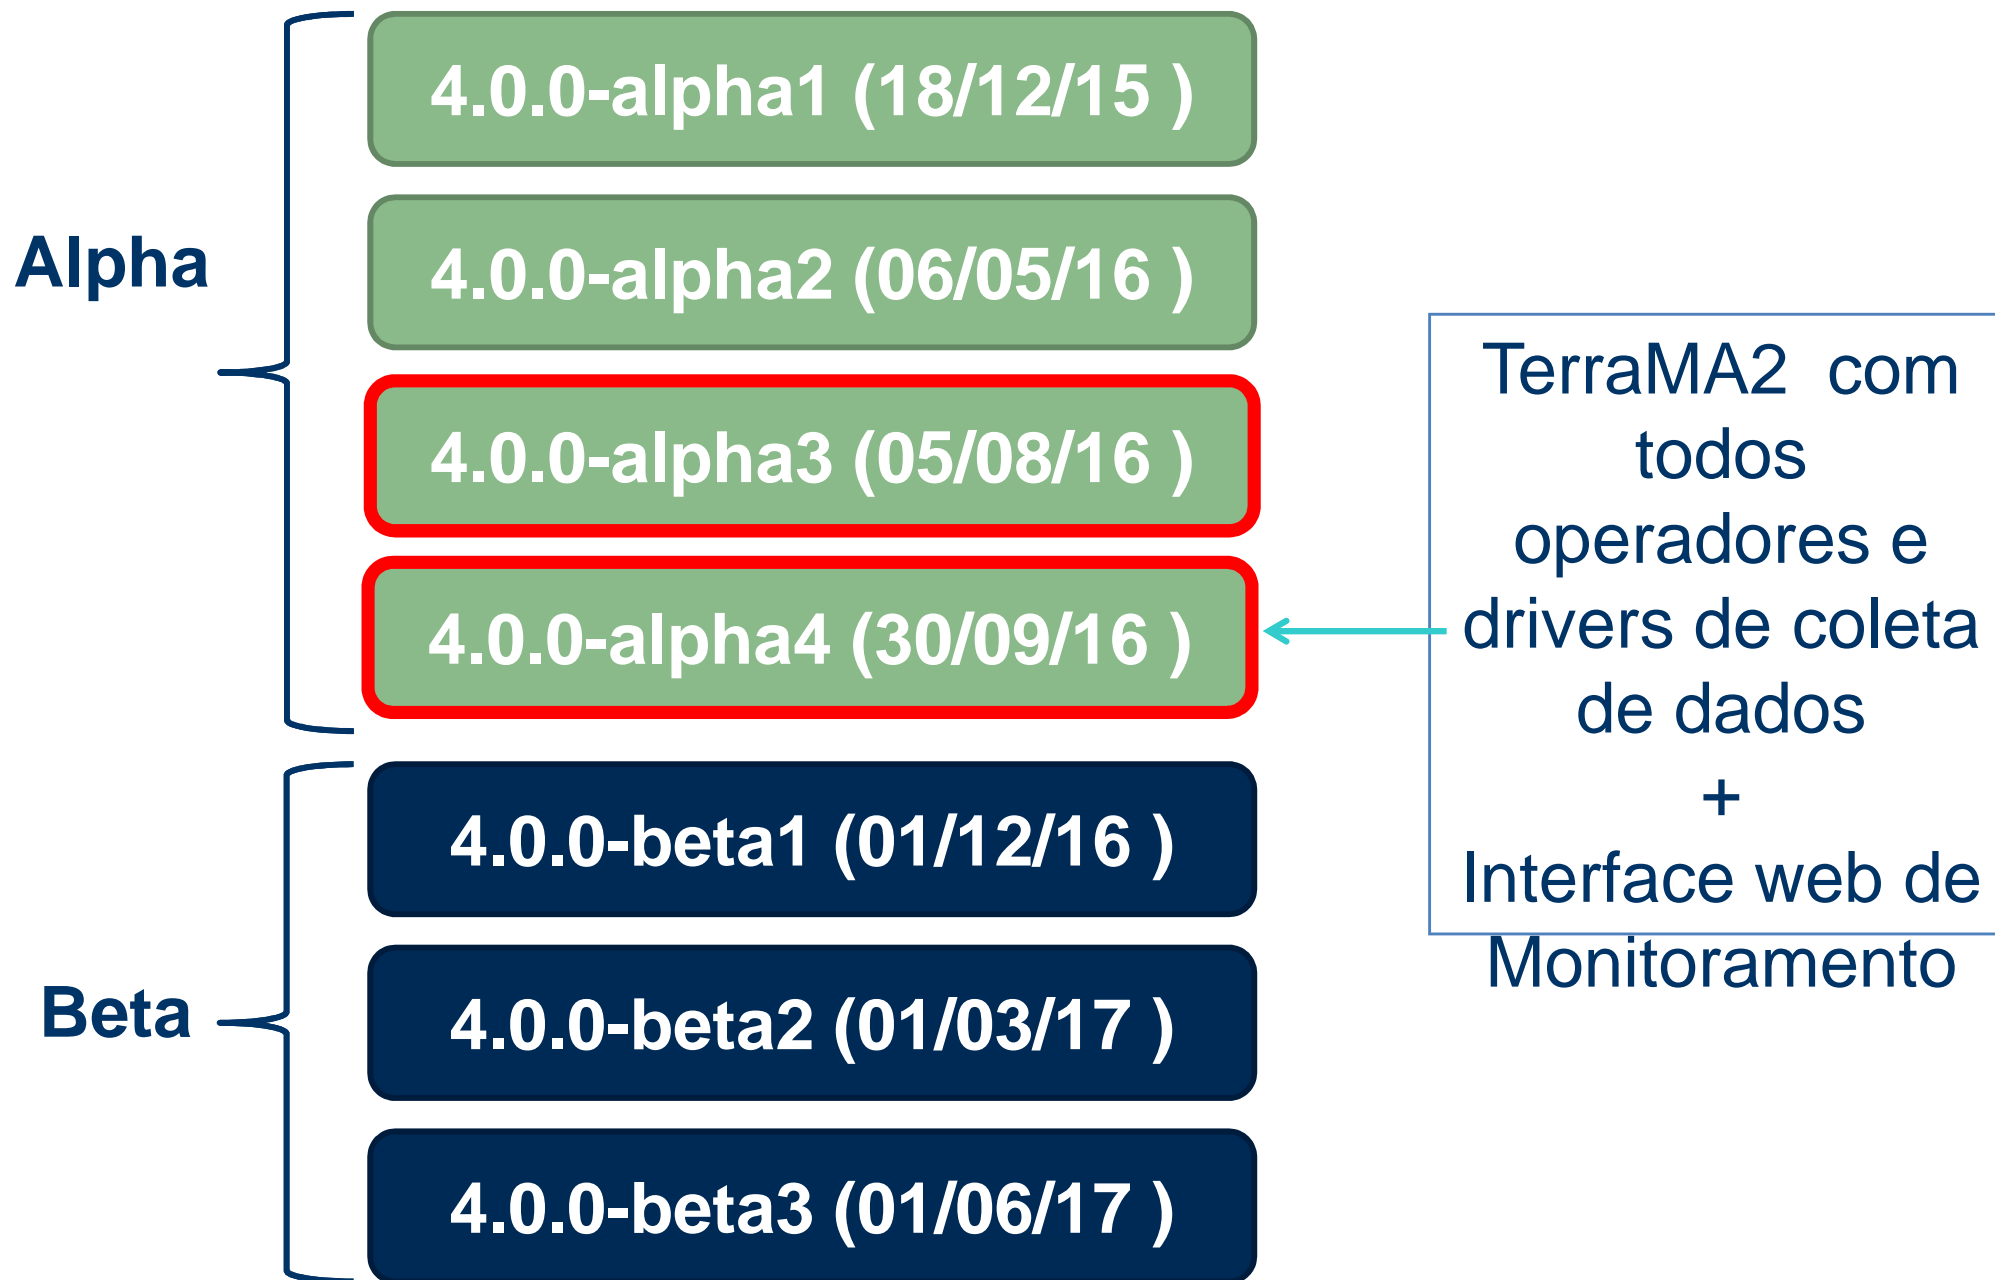 Alpha
4.0.0-alpha1 (18/12/15 )
4.0.0-alpha2 (06/05/16 )
4.0.0-alpha3 (05/08/16 )
4.0.0-alpha4 (30/09/16 )
TerraMA2  com
todos
operadores e
drivers de coleta
de dados
+
Interface web de
Monitoramento
Beta
4.0.0-beta1 (01/12/16 )
4.0.0-beta2 (01/03/17 )
4.0.0-beta3 (01/06/17 )